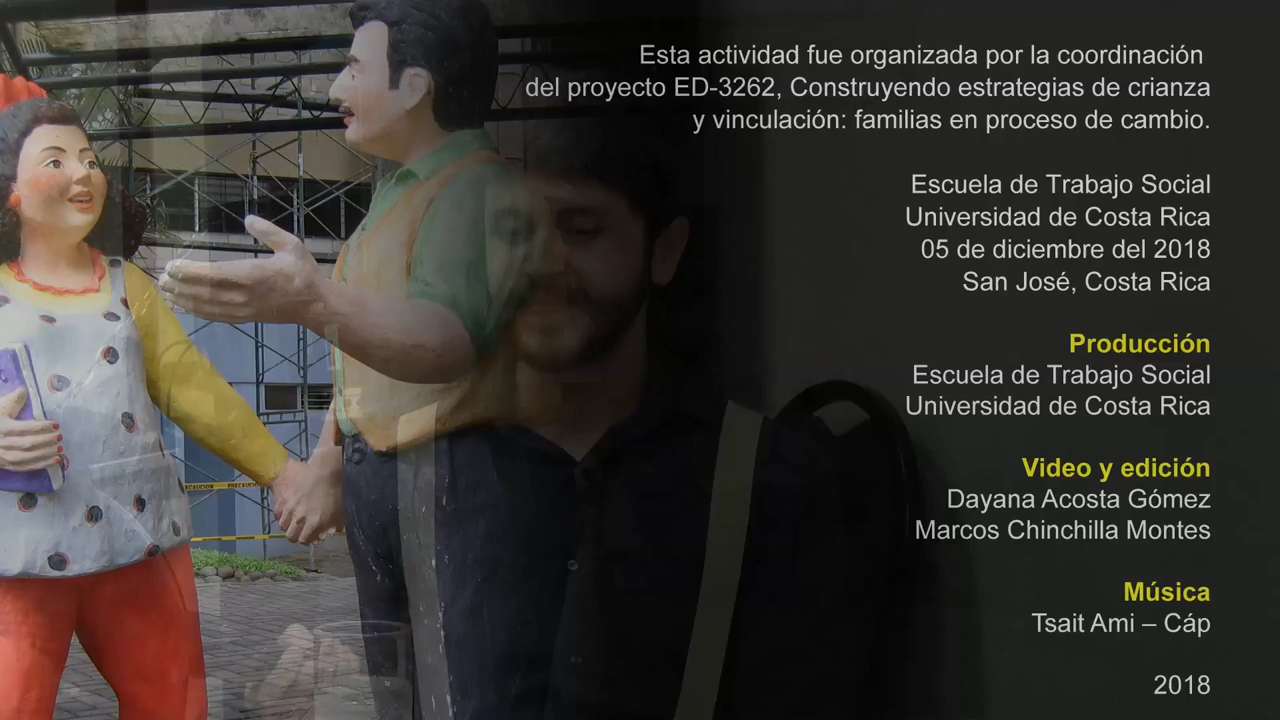 Esta actividad fue organizada por la coordinación
del proyecto ED-3262, Construyendo estrategias de crianza
y vinculación: familias en proceso de cambio.
Escuela de Trabajo Social
Universidad de Costa Rica
05 de diciembre del 2018
San José, Costa Rica
Producción
Escuela de Trabajo Social
Universidad de Costa Rica
Video y edición
Dayana Acosta Gómez
Marcos Chinchilla Montes
Música
Tsait Ami – Cáp
2018
PRECAUCION